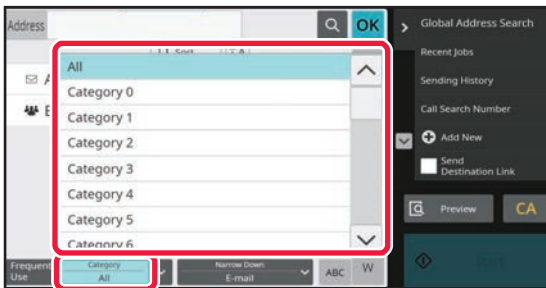 Address
OK
Sort
All
Category 0
Category 1
Category 2
Category 3
Category 4
Category 5
Category 6
Frequent
Use
Category
All
Narrow Down
E-mail
ABC
W
Global Address Search
Recent Jobs
Sending History
Call Search Number
Add New
Send
Destination Link
Preview
CA
Start